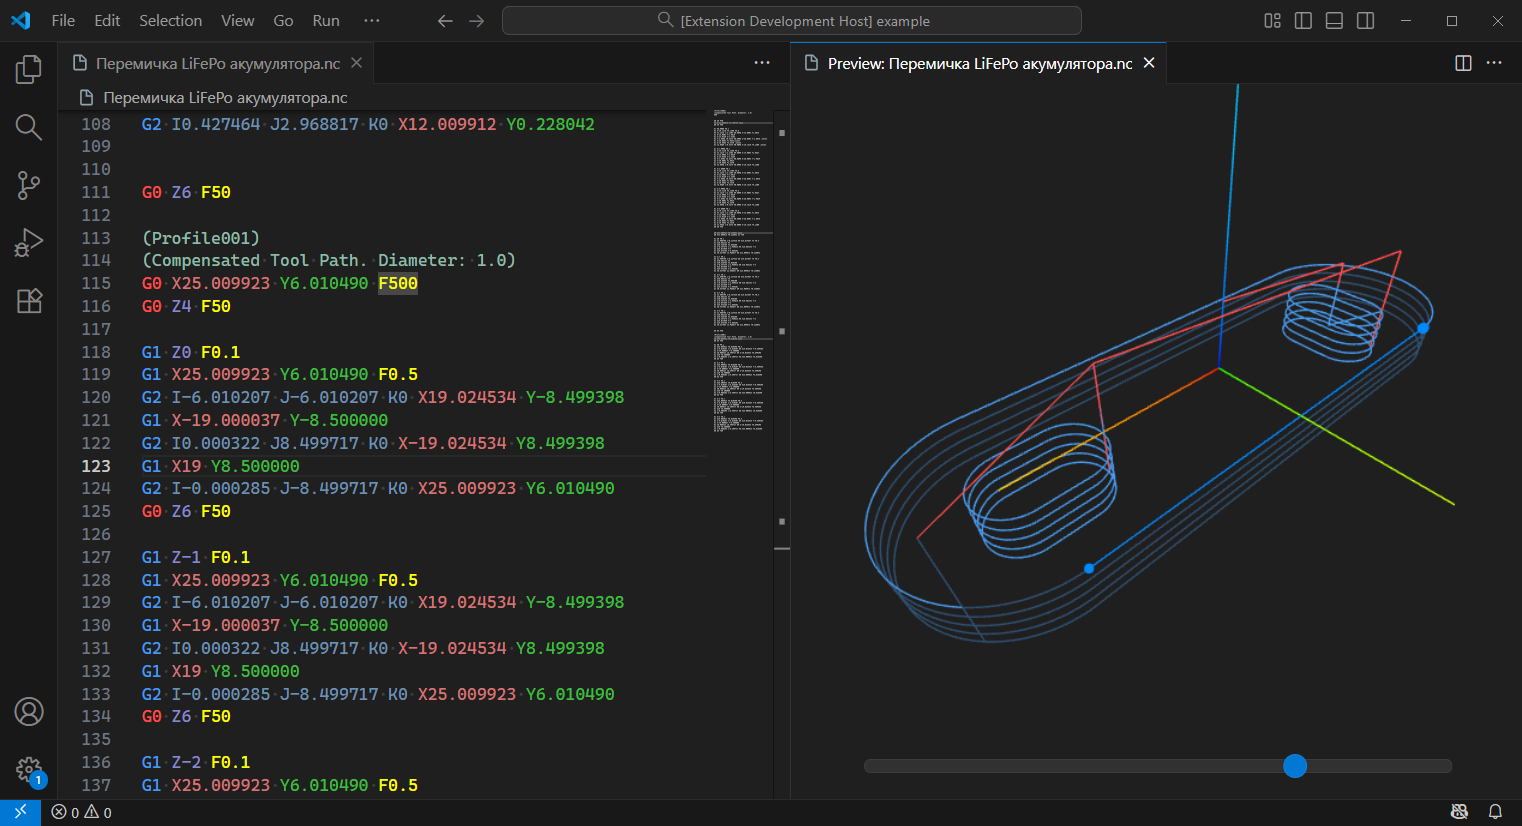 File Edit Selection View Go Run ···
[Extension Development Host] example
Перемичка LiFePo акумулятора.nc
Preview: Перемичка LiFePo акумулятора.nc
Перемичка LiFePo акумулятора.nc
108 G2 I0.427464 J2.968817 K0 X12.009912 Y0.228042
109
110
111 G0 Z6 F50
112
113 (Profile001)
114 (Compensated Tool Path. Diameter: 1.0)
115 G0 X25.009923 Y6.010490 F500
116 G0 Z4 F50
117
118 G1 Z0 F0.1
119 G1 X25.009923 Y6.010490 F0.5
120 G2 I-6.010207 J-6.010207 K0 X19.024534 Y-8.499398
121 G1 X-19.000037 Y-8.500000
122 G2 I0.000322 J8.499717 K0 X-19.024534 Y8.499398
123 G1 X19 Y8.500000
124 G2 I-0.000285 J-8.499717 K0 X25.009923 Y6.010490
125 G0 Z6 F50
126
127 G1 Z-1 F0.1
128 G1 X25.009923 Y6.010490 F0.5
129 G2 I-6.010207 J-6.010207 K0 X19.024534 Y-8.499398
130 G1 X-19.000037 Y-8.500000
131 G2 I0.000322 J8.499717 K0 X-19.024534 Y8.499398
132 G1 X19 Y8.500000
133 G2 I-0.000285 J-8.499717 K0 X25.009923 Y6.010490
134 G0 Z6 F50
135
136 G1 Z-2 F0.1
137 G1 X25.009923 Y6.010490 F0.5
1
0 0